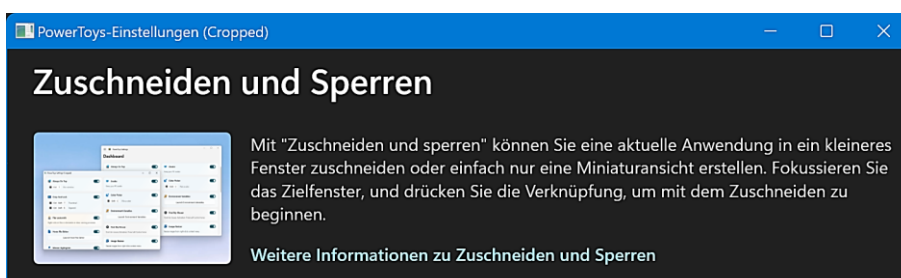 PowerToys-Einstellungen (Cropped)
Zuschneiden und Sperren
Mit "Zuschneiden und sperren" können Sie eine aktuelle Anwendung in ein kleineres
Fenster zuschneiden oder einfach nur eine Miniaturansicht erstellen. Fokussieren Sie
das Zielfenster, und drücken Sie die Verknüpfung, um mit dem Zuschneiden zu
beginnen.
Weitere Informationen zu Zuschneiden und Sperren
Dashboard